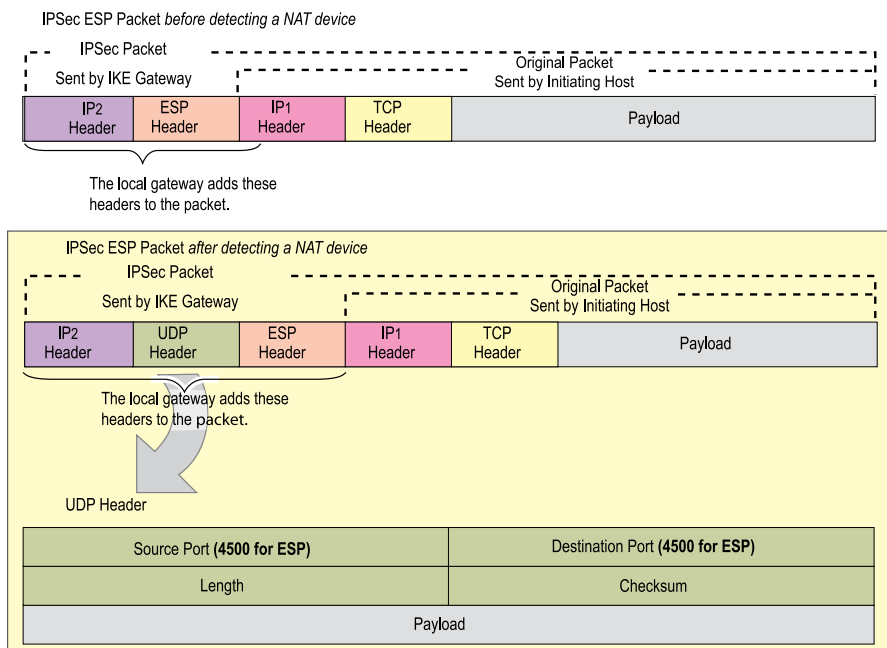 IPSec ESP Packet before detecting a NAT device
IPSec Packet
Original Packet
Sent by IKE Gateway
Sent by Initiating Host
IP2 Header
ESP Header
IP1 Header
TCP Header
Payload
The local gateway adds these
headers to the packet.
IPSec ESP Packet after detecting a NAT device
IPSec Packet
Original Packet
Sent by IKE Gateway
Sent by Initiating Host
IP2 Header
UDP Header
ESP Header
IP1 Header
TCP Header
Payload
The local gateway adds these
headers to the packet.
UDP Header
Source Port (4500 for ESP)
Destination Port (4500 for ESP)
Length
Checksum
Payload